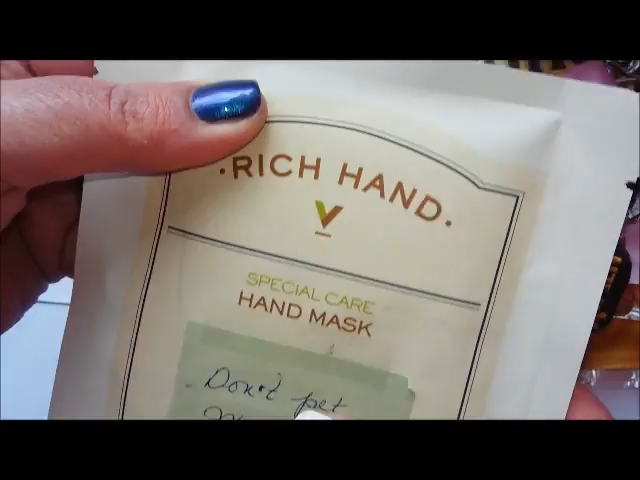 ·RICH HAND·
V
SPECIAL CARE
HAND MASK
Don't pet